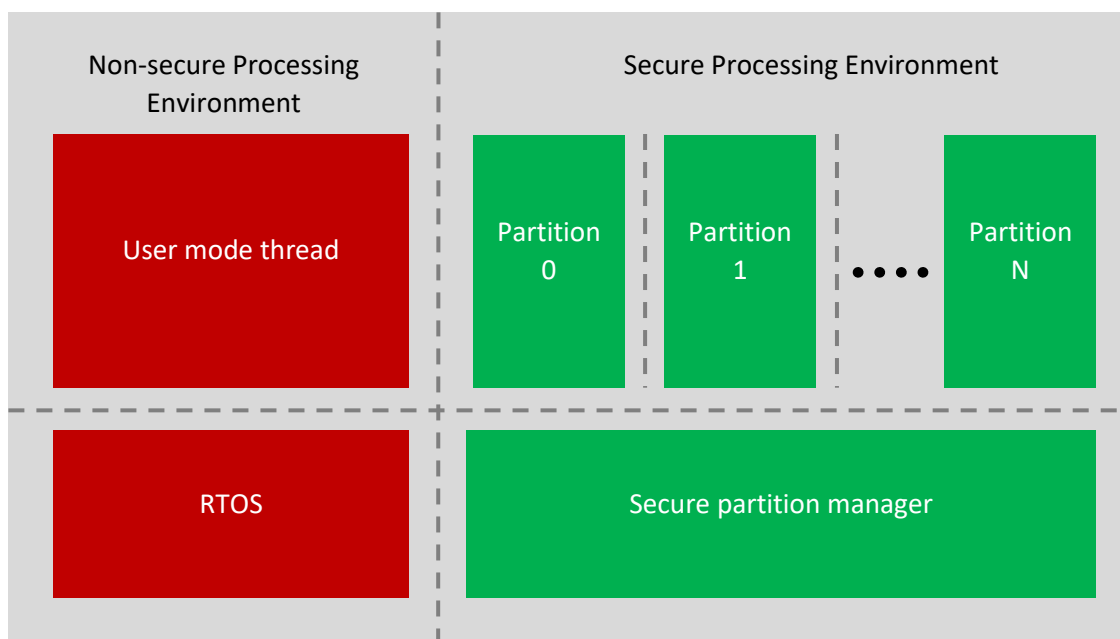 Non-secure Processing
Environment
Secure Processing Environment
User mode thread
Partition
0
Partition
1
Partition
N
RTOS
Secure partition manager